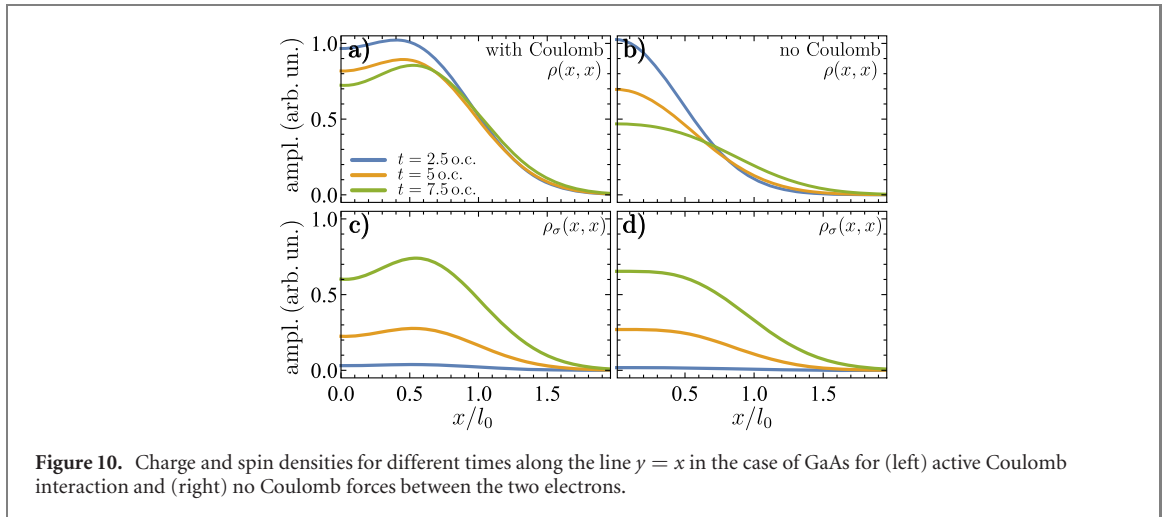 a) with Coulomb
ρ(x, x)
b) no Coulomb
ρ(x, x)
1.0
0.5
0.0
ampl. (arb. un.)
t = 2.5 o.c.
t = 5 o.c.
t = 7.5 o.c.
c) ρσ(x, x)
d) ρσ(x, x)
1.0
0.5
0.0
ampl. (arb. un.)
0.0 0.5 1.0 1.5
0.5 1.0 1.5
x/l₀
x/l₀
Figure 10. Charge and spin densities for different times along the line y = x in the case of GaAs for (left) active Coulomb
interaction and (right) no Coulomb forces between the two electrons.